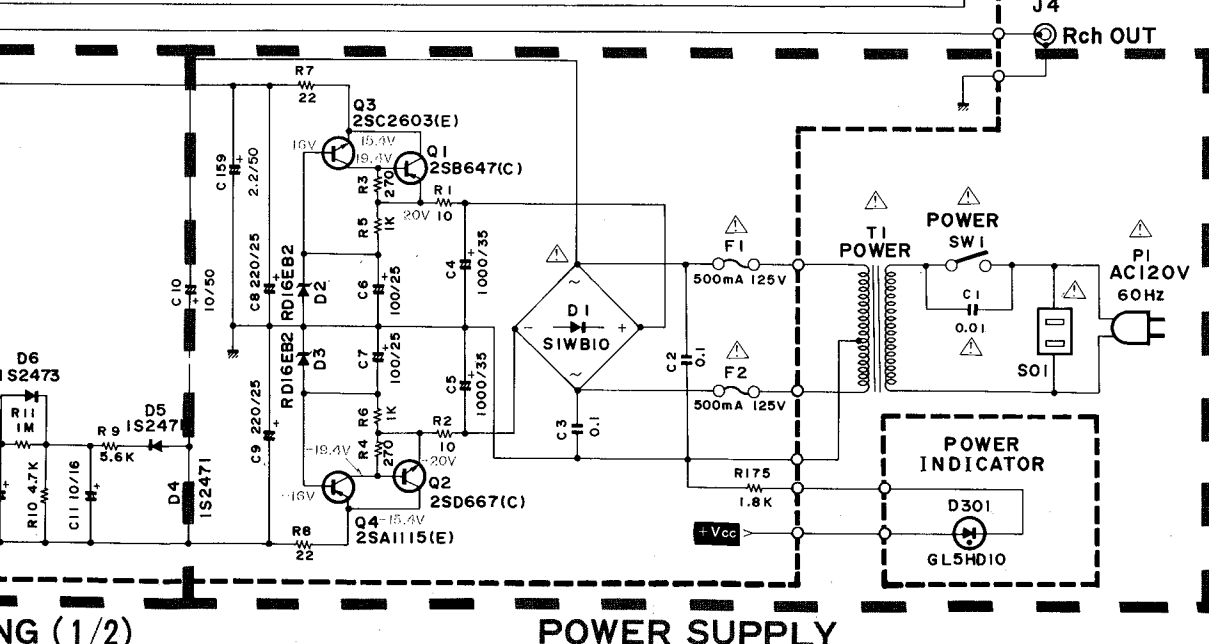 J4
Rch OUT
R7
22
Q3
2SC2603(E)
16V
15.4V
19.4V
Q1
2SB647(C)
C159
2.2/50
R3
270
R1
10
20V
R5
1K
C10
10/50
C8 220/25
RD16EB2
D2
C6
100/25
C4
1000/35
D1
S1WB10
~
~
-
+
F1
500mA 125V
T1
POWER
POWER
SW1
C1
0.01
P1
AC120V
60Hz
SO1
C2
0.1
F2
500mA 125V
C3
0.1
RD16EB2
D3
C7
100/25
C5
1000/35
D6
1S2473
R11
1M
D5
R9
5.6K
R10 4.7K
C11 10/16
D4
1S2471
C9 220/25
R6
1K
R4
270
R2
10
-19.4V
-20V
-16V
Q2
2SD667(C)
Q4
-15.4V
2SA1115(E)
R8
22
R175
1.8K
+Vcc
POWER
INDICATOR
D301
GL5HD10
(1/2)
POWER SUPPLY